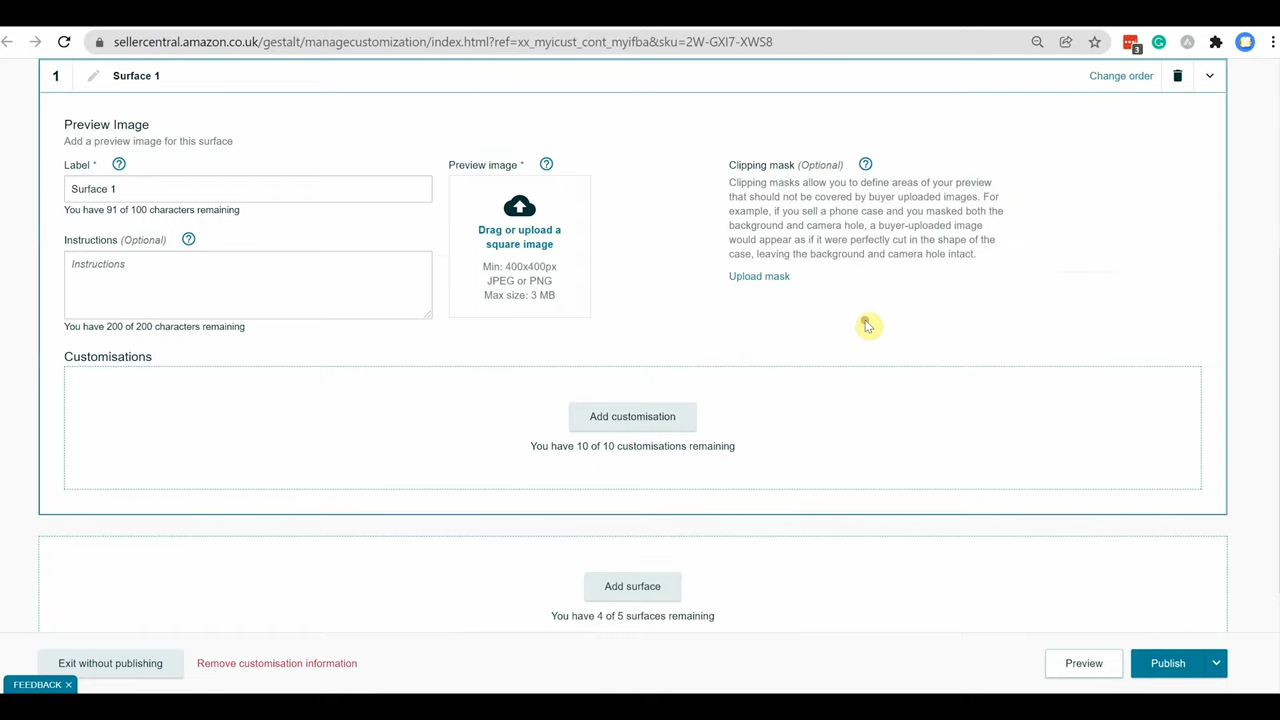 sellercentral.amazon.co.uk/gestalt/managecustomization/index.html?ref=xx_myicust_cont_myifba&sku=2W-GXI7-XWS8
3
1 Surface 1 Change order
Preview Image
Add a preview image for this surface
Label * ?
Surface 1
You have 91 of 100 characters remaining
Instructions (Optional) ?
Instructions
You have 200 of 200 characters remaining
Preview image * ?
Drag or upload a
square image
Min: 400x400px
JPEG or PNG
Max size: 3 MB
Clipping mask (Optional) ?
Clipping masks allow you to define areas of your preview
that should not be covered by buyer uploaded images. For
example, if you sell a phone case and you masked both the
background and camera hole, a buyer-uploaded image
would appear as if it were perfectly cut in the shape of the
case, leaving the background and camera hole intact.
Upload mask
Customisations
Add customisation
You have 10 of 10 customisations remaining
Add surface
You have 4 of 5 surfaces remaining
Exit without publishing Remove customisation information Preview Publish
FEEDBACK ×